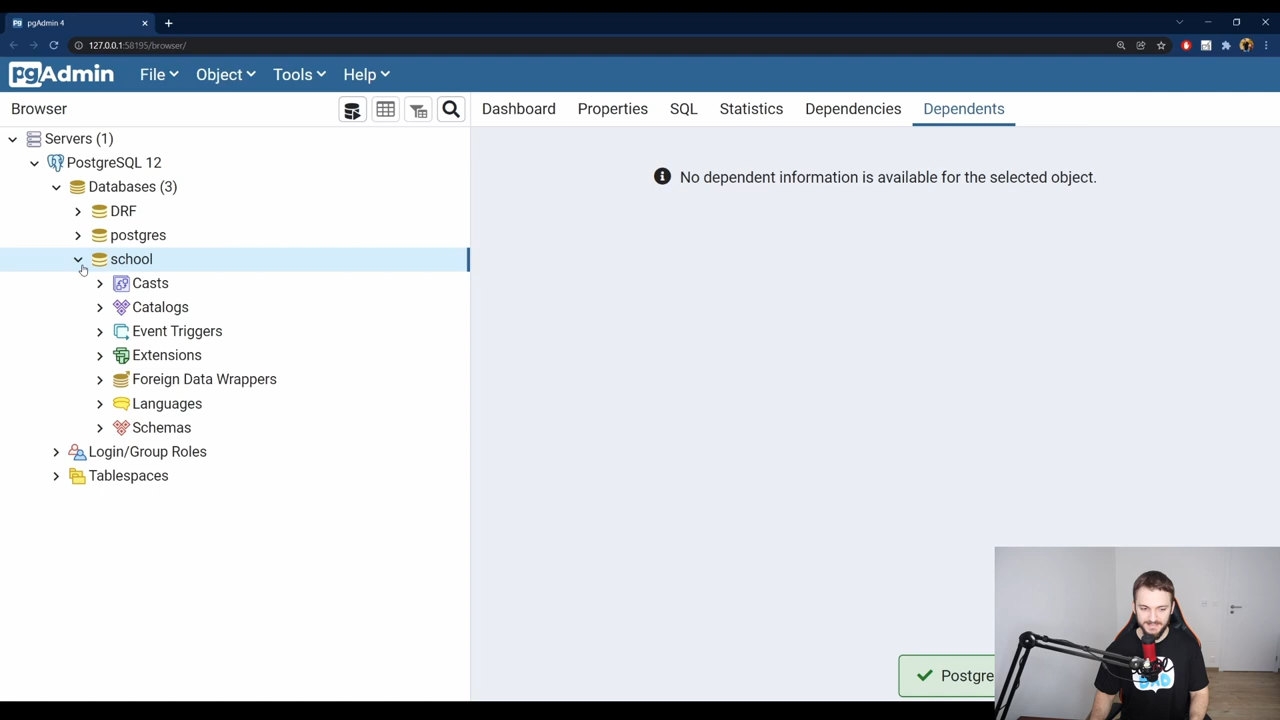 pgAdmin 4
127.0.0.1:58195/browser/
pgAdmin
File
Object
Tools
Help
Browser
Dashboard
Properties
SQL
Statistics
Dependencies
Dependents
Servers (1)
PostgreSQL 12
Databases (3)
DRF
postgres
school
Casts
Catalogs
Event Triggers
Extensions
Foreign Data Wrappers
Languages
Schemas
Login/Group Roles
Tablespaces
No dependent information is available for the selected object.
Postgre